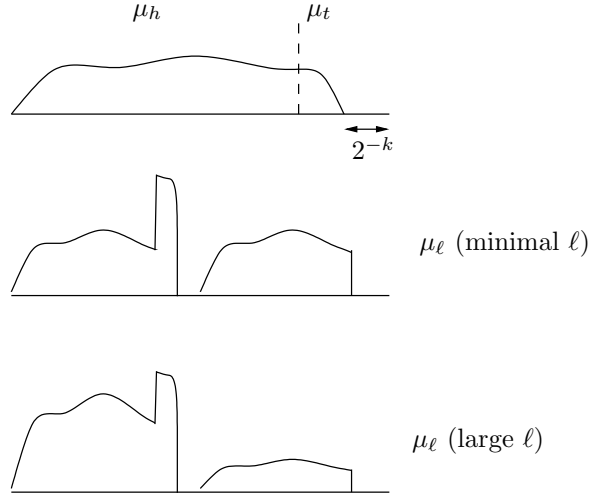 μ_h μ_t
2^{-k}
μ_ℓ (minimal ℓ)
μ_ℓ (large ℓ)